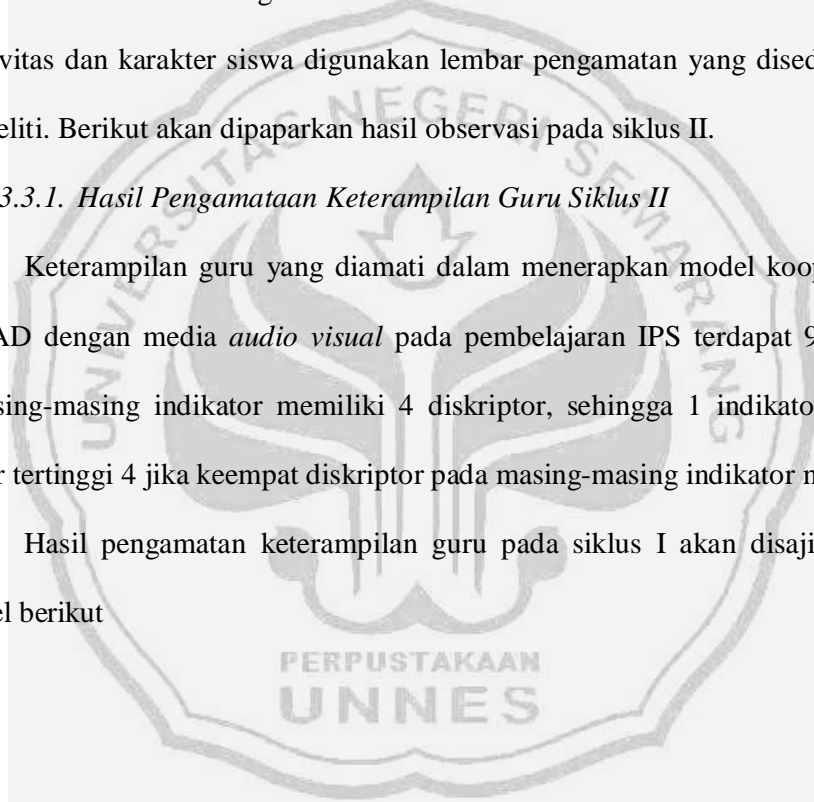 vitas dan karakter siswa digunakan lembar pengamatan yang dised
eliti. Berikut akan dipaparkan hasil observasi pada siklus II.
3.3.1. Hasil Pengamataan Keterampilan Guru Siklus II
Keterampilan guru yang diamati dalam menerapkan model koop
AD dengan media audio visual pada pembelajaran IPS terdapat 9
sing-masing indikator memiliki 4 diskriptor, sehingga 1 indikato
r tertinggi 4 jika keempat diskriptor pada masing-masing indikator m
Hasil pengamatan keterampilan guru pada siklus I akan disaji
el berikut
UNIVERSITAS NEGERI SEMARANG
PERPUSTAKAAN
UNNES